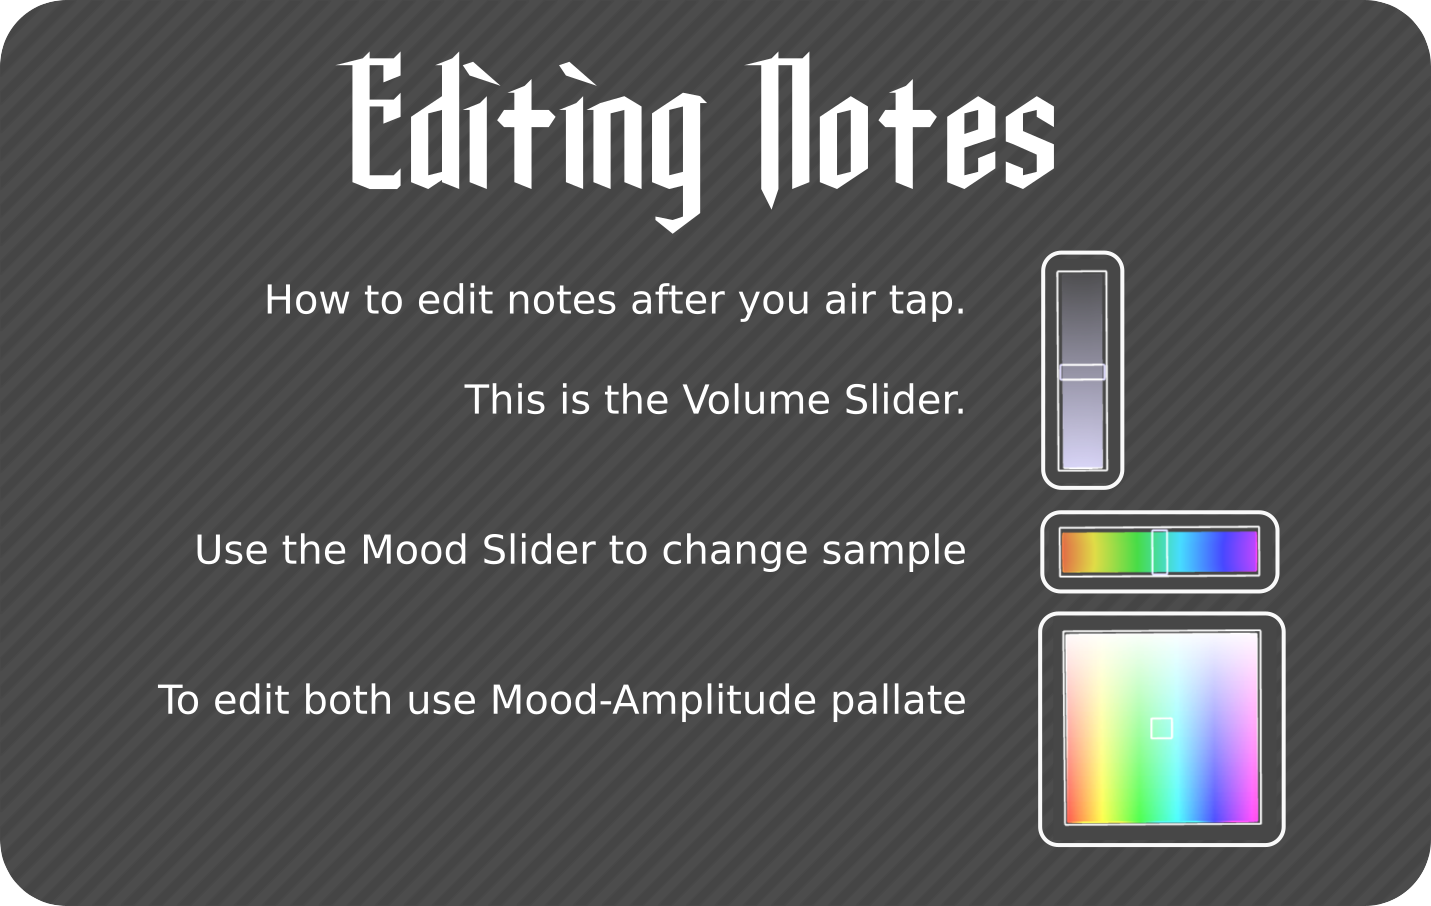 Editing Notes
How to edit notes after you air tap.
This is the Volume Slider.
Use the Mood Slider to change sample
To edit both use Mood-Amplitude pallate